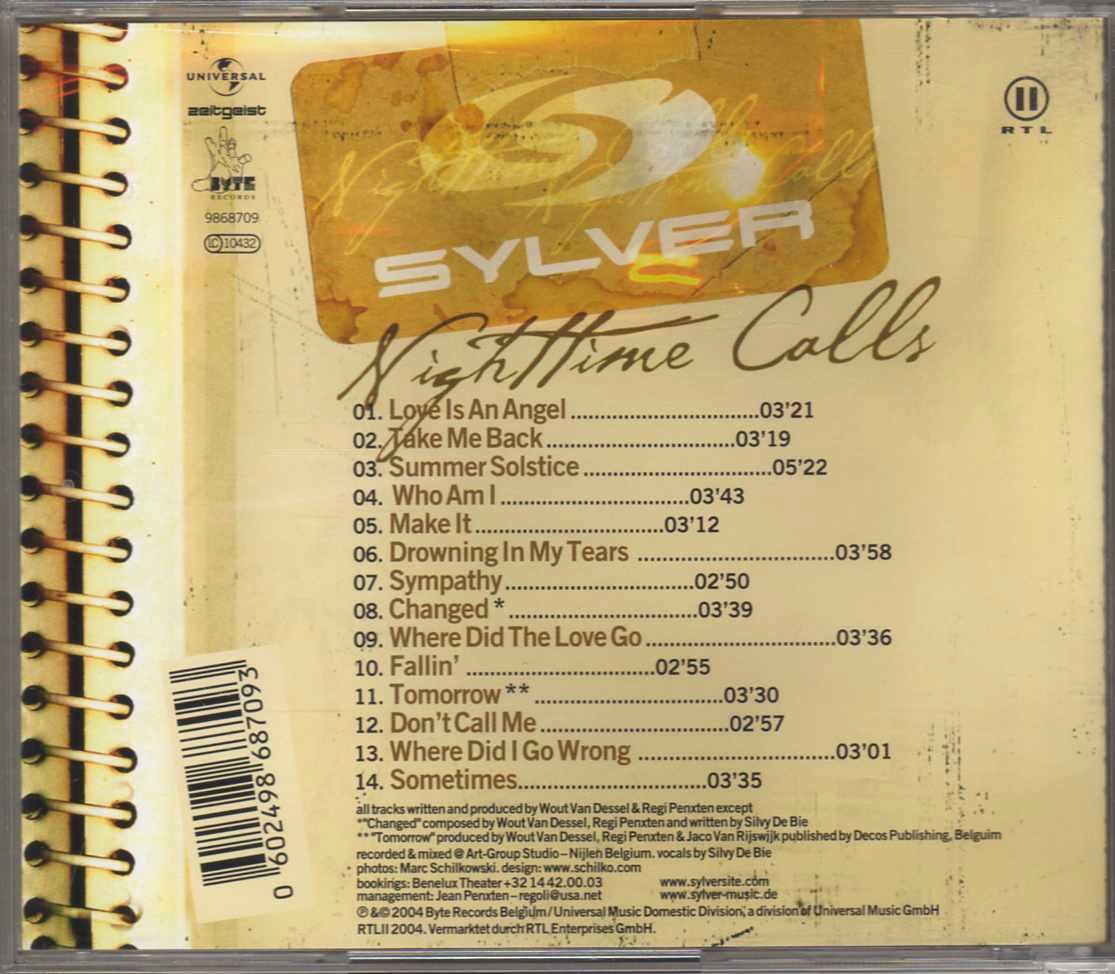 UNIVERSAL
zeitgeist
BYTE
RECORDS
9868709
LC 10432
II
RTL
Nighttime Calls
SYLVER
Nighttime Calls
01. Love Is An Angel ..............................03'21
02. Take Me Back ..............................03'19
03. Summer Solstice ..............................05'22
04. Who Am I ..............................03'43
05. Make It ..............................03'12
06. Drowning In My Tears ..............................03'58
07. Sympathy ..............................02'50
08. Changed * ..............................03'39
09. Where Did The Love Go ..............................03'36
10. Fallin' ..............................02'55
11. Tomorrow ** ..............................03'30
12. Don't Call Me ..............................02'57
13. Where Did I Go Wrong ..............................03'01
14. Sometimes..............................03'35
all tracks written and produced by Wout Van Dessel & Regi Penxten except
*"Changed" composed by Wout Van Dessel, Regi Penxten and written by Silvy De Bie
**"Tomorrow" produced by Wout Van Dessel, Regi Penxten & Jaco Van Rijswijk published by Decos Publishing, Belguim
recorded & mixed @ Art-Group Studio – Nijlen Belgium. vocals by Silvy De Bie
photos: Marc Schilkowski. design: www.schilko.com
bookings: Benelux Theater +32 14 42.00.03 www.sylversite.com
management: Jean Penxten – regoli@usa.net www.sylver-music.de
℗ & © 2004 Byte Records Belgium / Universal Music Domestic Division, a division of Universal Music GmbH
RTLII 2004. Vermarktet durch RTL Enterprises GmbH.
0 602498 687093